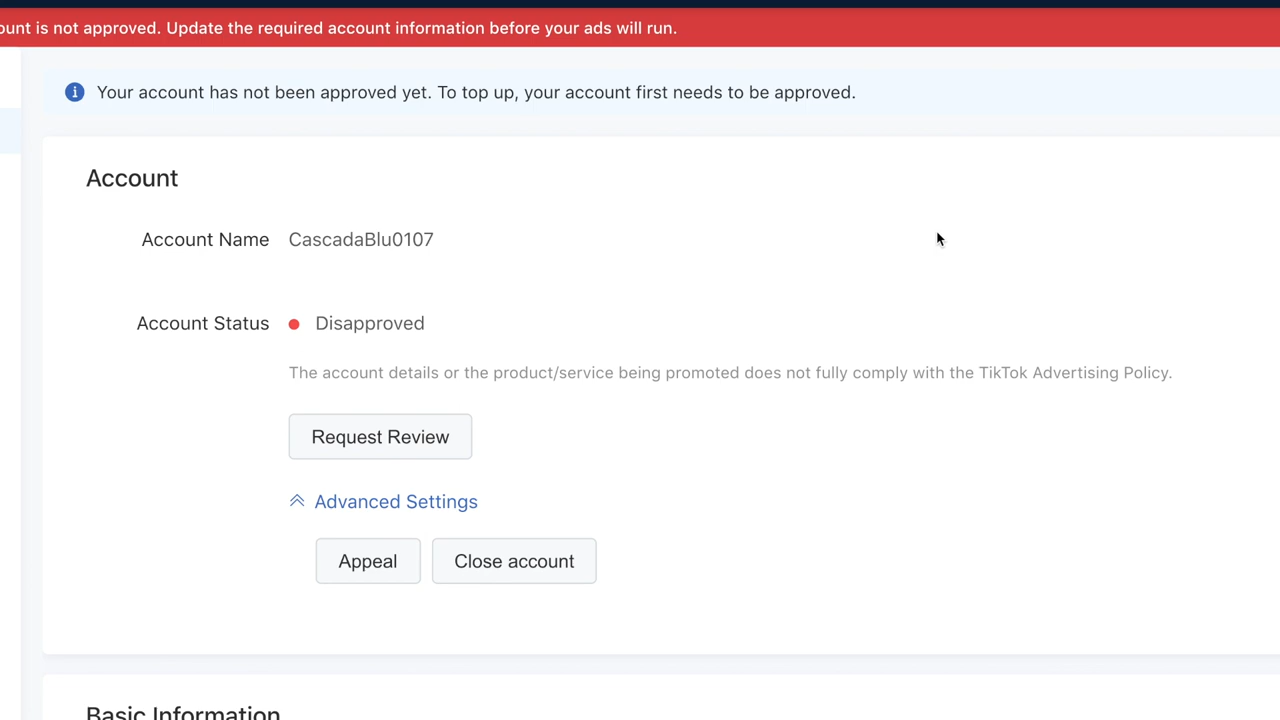 ount is not approved. Update the required account information before your ads will run.
Your account has not been approved yet. To top up, your account first needs to be approved.
Account
Account Name CascadaBlu0107
Account Status Disapproved
The account details or the product/service being promoted does not fully comply with the TikTok Advertising Policy.
Request Review
Advanced Settings
Appeal Close account
Basic Information